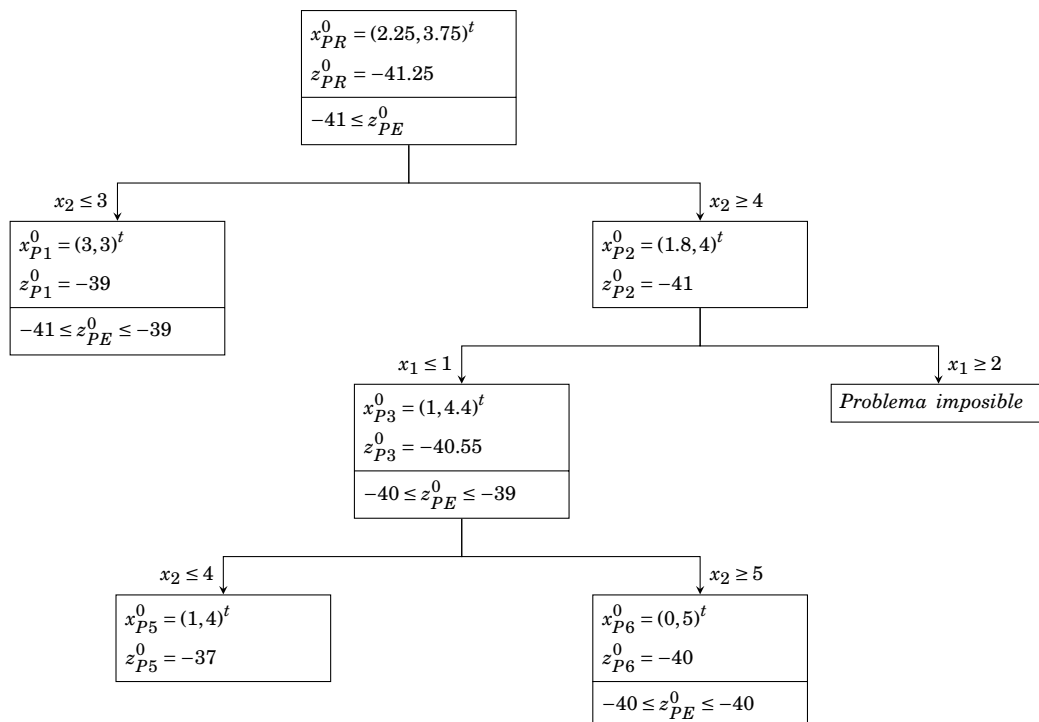 x⁰_PR = (2.25, 3.75)ᵗ
z⁰_PR = −41.25
−41 ≤ z⁰_PE
x₂ ≤ 3
x₂ ≥ 4
x⁰_P1 = (3, 3)ᵗ
z⁰_P1 = −39
−41 ≤ z⁰_PE ≤ −39
x⁰_P2 = (1.8, 4)ᵗ
z⁰_P2 = −41
x₁ ≤ 1
x₁ ≥ 2
x⁰_P3 = (1, 4.4)ᵗ
z⁰_P3 = −40.55
−40 ≤ z⁰_PE ≤ −39
Problema imposible
x₂ ≤ 4
x₂ ≥ 5
x⁰_P5 = (1, 4)ᵗ
z⁰_P5 = −37
x⁰_P6 = (0, 5)ᵗ
z⁰_P6 = −40
−40 ≤ z⁰_PE ≤ −40